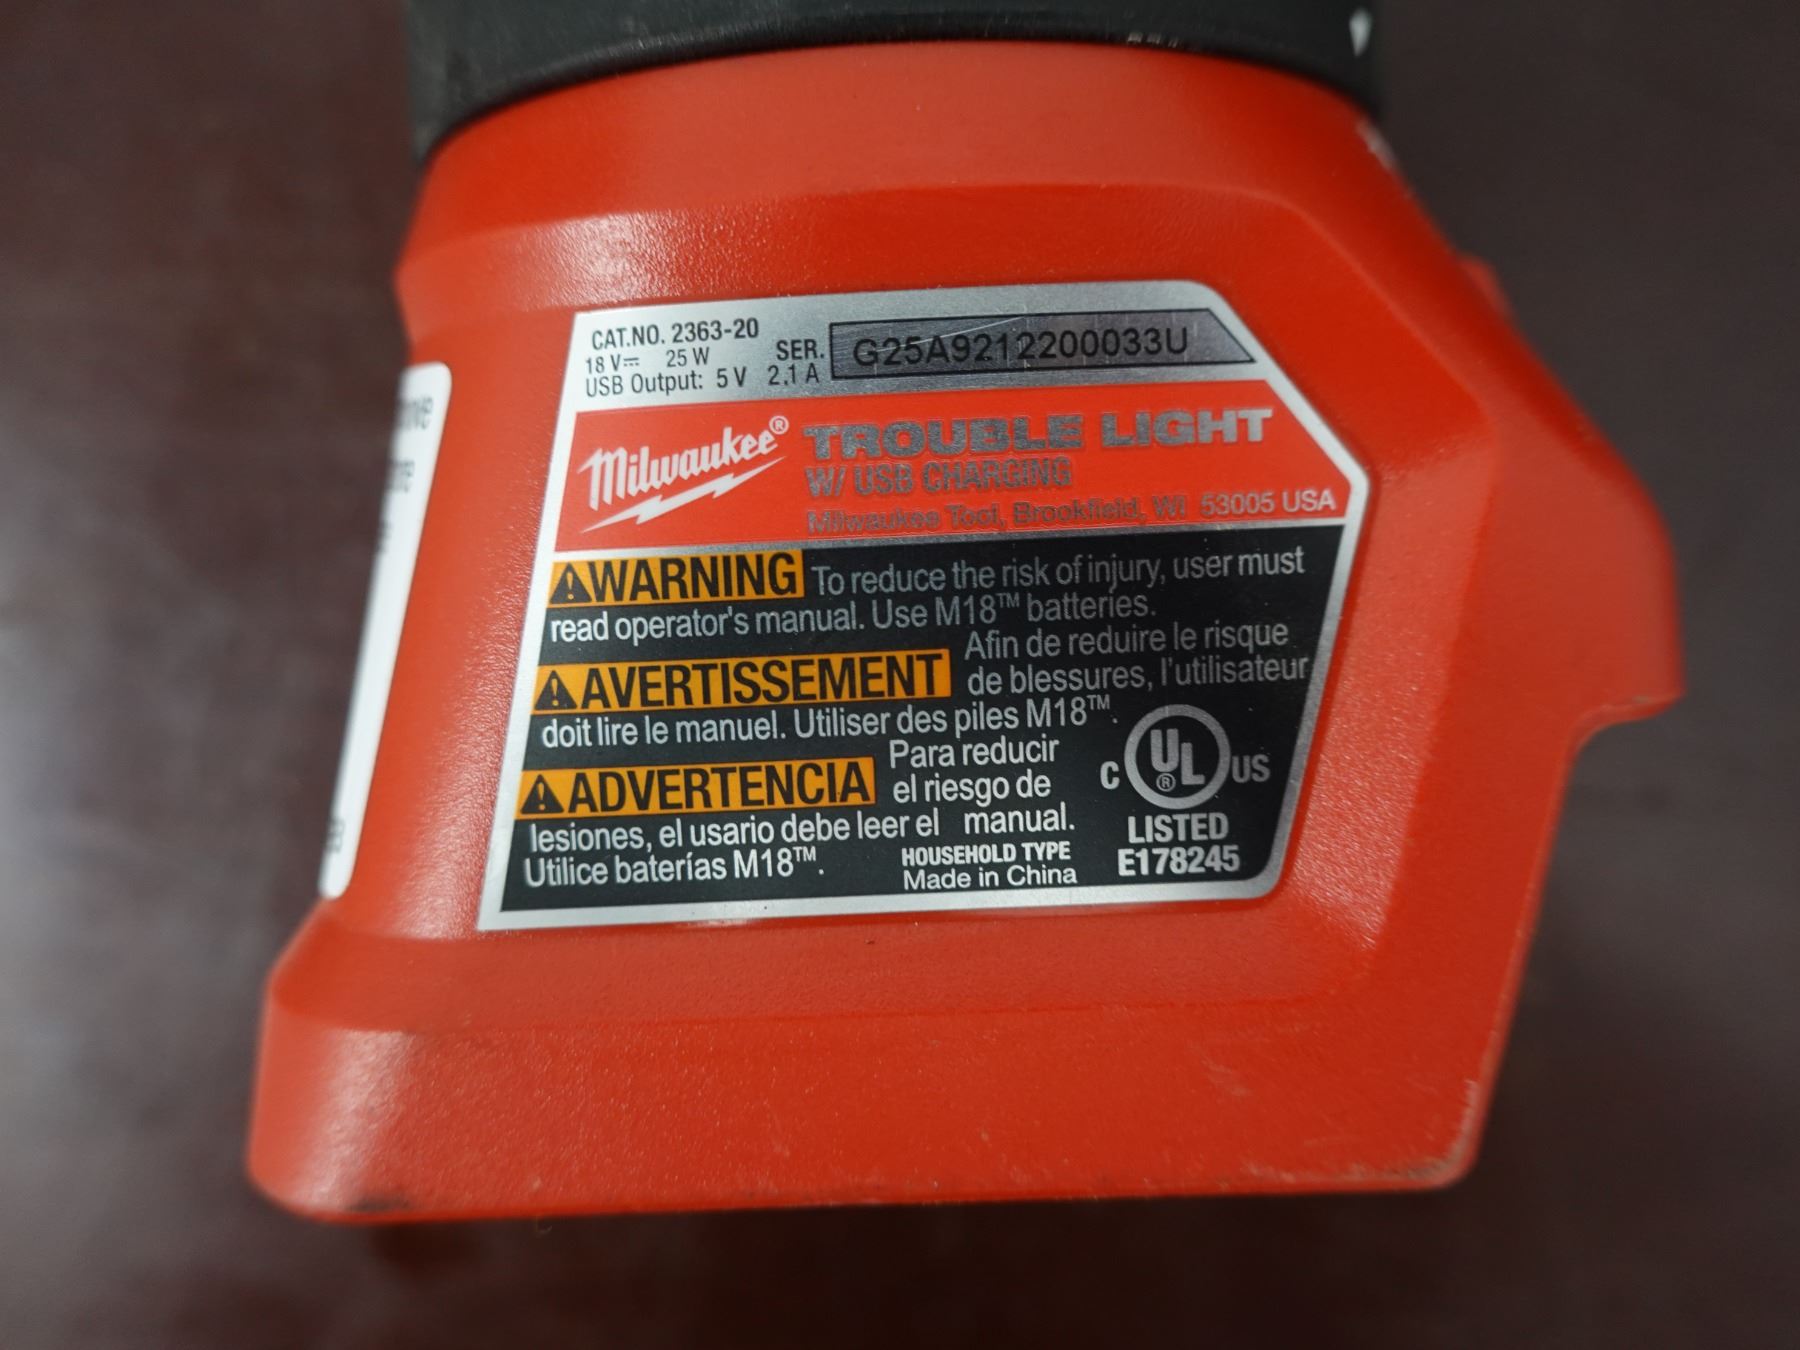 CAT.NO. 2363-20
18 V⎓ 25 W
USB Output: 5 V 2,1 A
SER. G25A9212200033U
Milwaukee®
TROUBLE LIGHT
W/ USB CHARGING
Milwaukee Tool, Brookfield, WI 53005 USA
⚠WARNING To reduce the risk of injury, user must
read operator's manual. Use M18™ batteries.
⚠AVERTISSEMENT Afin de reduire le risque
de blessures, l'utilisateur
doit lire le manuel. Utiliser des piles M18™.
⚠ADVERTENCIA Para reducir
el riesgo de
lesiones, el usario debe leer el manual.
Utilice baterías M18™.
HOUSEHOLD TYPE
Made in China
C UL® US
LISTED
E178245